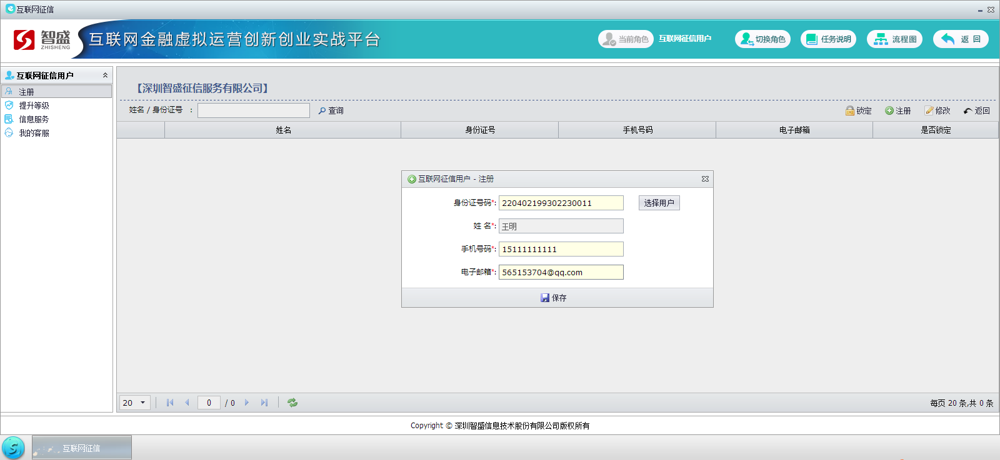 互联网征信
智盛
ZHISHENG
互联网金融虚拟运营创新创业实战平台
当前角色
互联网征信用户
切换角色
任务说明
流程图
返 回
互联网征信用户
注册
提升等级
信息服务
我的客服
【深圳智盛征信服务有限公司】
姓名 / 身份证号 :
查询
锁定
注册
修改
返回
姓名
身份证号
手机号码
电子邮箱
是否锁定
互联网征信用户 - 注册
身份证号码*: 220402199302230011
选择用户
姓 名*: 王明
手机号码*: 15111111111
电子邮箱*: 565153704@qq.com
保存
20
0 / 0
每页 20 条,共 0 条
Copyright © 深圳智盛信息技术股份有限公司版权所有
互联网征信